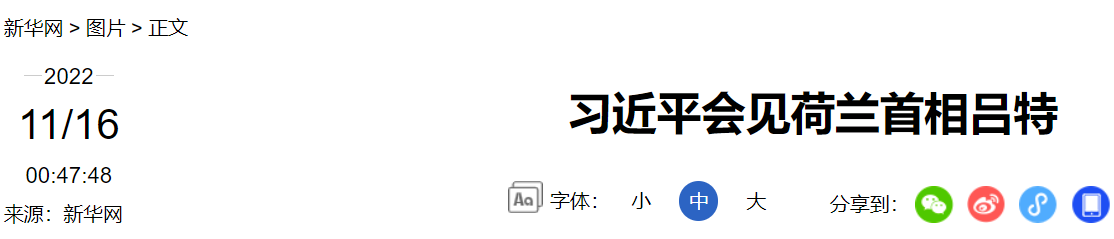 新华网 > 图片 > 正文
2022
11/16
00:47:48
来源：新华网
习近平会见荷兰首相吕特
Aa 字体： 小 中 大 分享到：